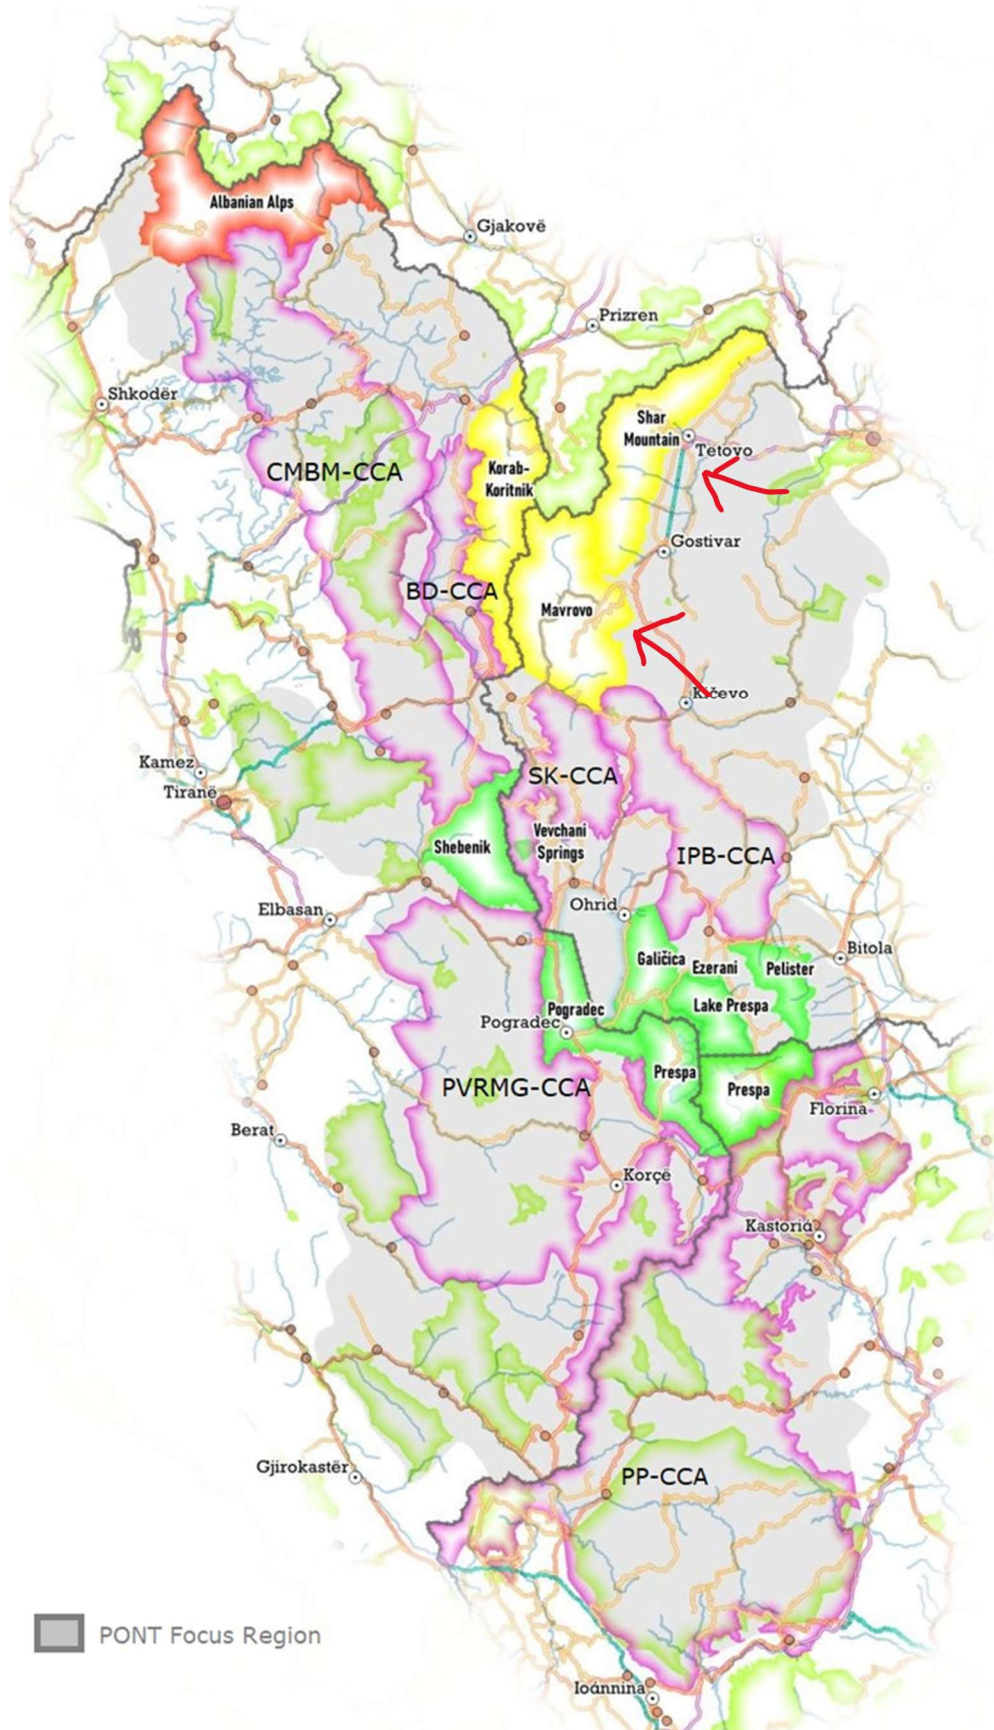 Albanian Alps
Gjakovë
Prizren
Shkodër
Shar
Mountain
Tetovo
CMBM-CCA
Korab-
Koritnik
Gostivar
BD-CCA
Mavrovo
Kičevo
Kamez
Tiranë
SK-CCA
Vevchani
Springs
Shebenik
IPB-CCA
Elbasan
Ohrid
Bitola
Galičica
Ezerani
Pelister
Lake Prespa
Pogradec
Pogradec
Prespa
PVRMG-CCA
Prespa
Florina
Berat
Korçë
Kastoriá
Gjirokastër
PP-CCA
PONT Focus Region
Ioánnina